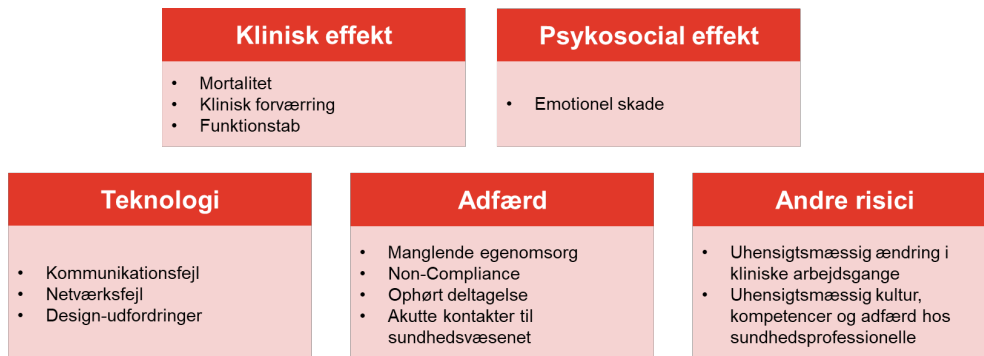 Klinisk effekt
• Mortalitet
• Klinisk forværring
• Funktionstab
Psykosocial effekt
• Emotionel skade
Teknologi
• Kommunikationsfejl
• Netværksfejl
• Design-udfordringer
Adfærd
• Manglende egenomsorg
• Non-Compliance
• Ophørt deltagelse
• Akutte kontakter til
sundhedsvæsenet
Andre risici
• Uhensigtsmæssig ændring i
kliniske arbejdsgange
• Uhensigtsmæssig kultur,
kompetencer og adfærd hos
sundhedsprofessionelle